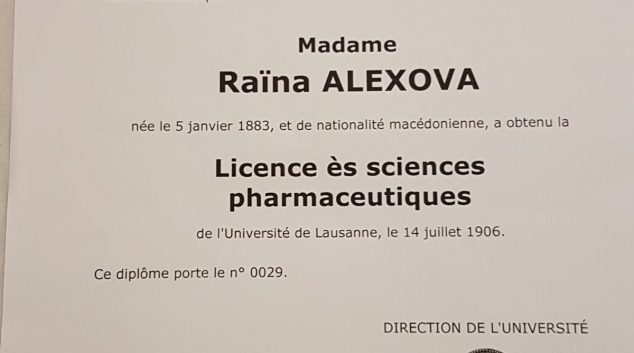 Madame
Raïna ALEXOVA
née le 5 janvier 1883, et de nationalité macédonienne, a obtenu la
Licence ès sciences
pharmaceutiques
de l'Université de Lausanne, le 14 juillet 1906.
Ce diplôme porte le n° 0029.
DIRECTION DE L'UNIVERSITÉ